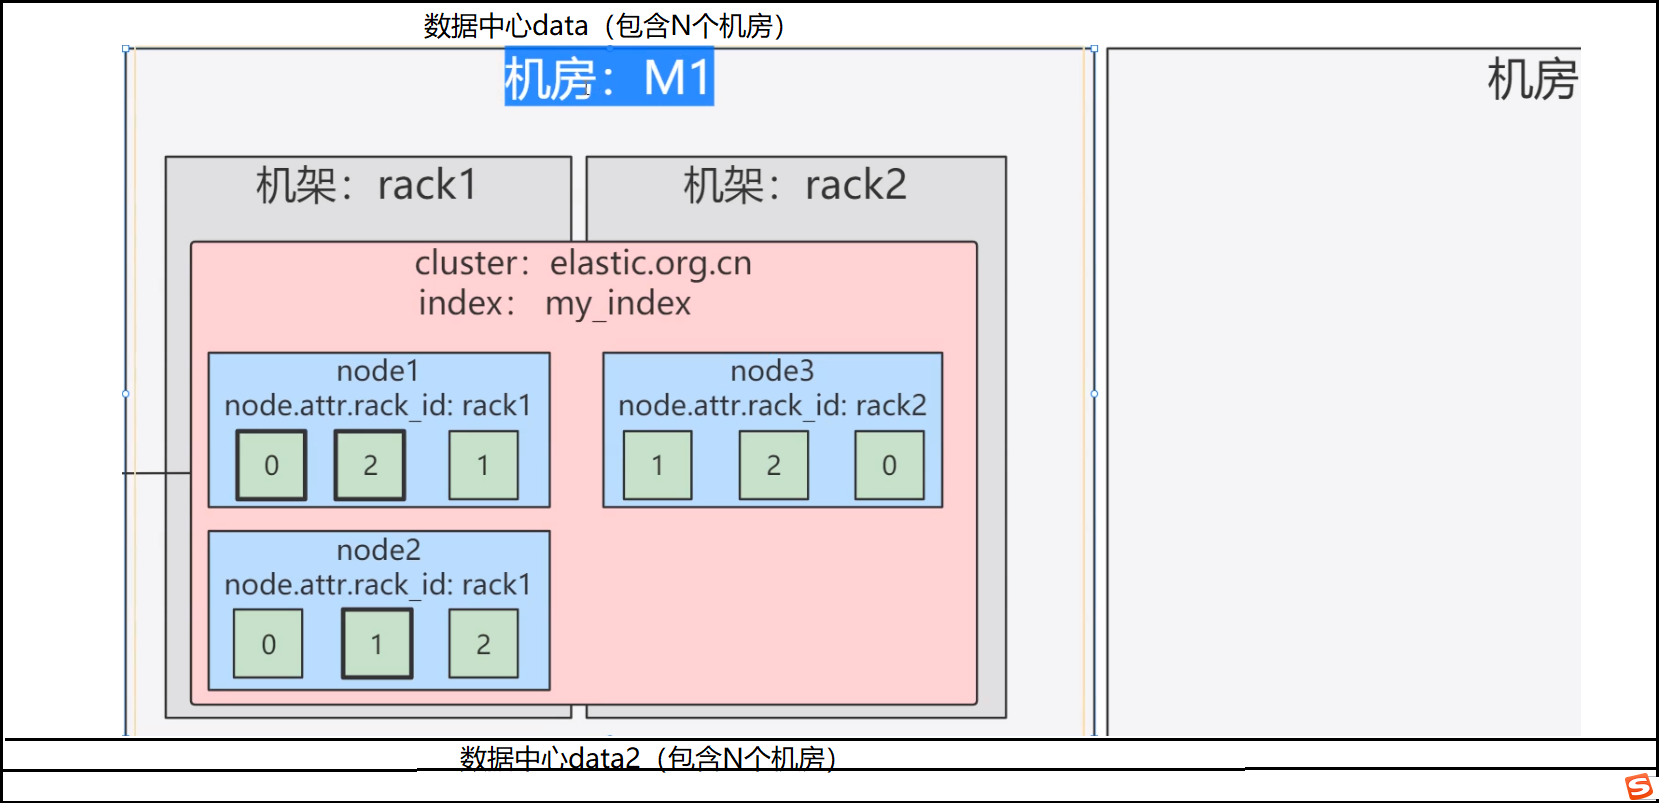 数据中心data（包含N个机房）
机房：M1
机房
机架：rack1
机架：rack2
cluster：elastic.org.cn
index： my_index
node1
node.attr.rack_id: rack1
0 2 1
node3
node.attr.rack_id: rack2
1 2 0
node2
node.attr.rack_id: rack1
0 1 2
数据中心data2（包含N个机房）
S